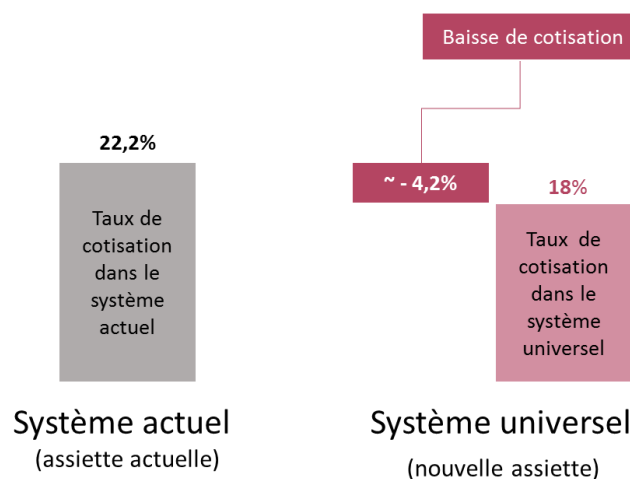 Baisse de cotisation
22,2%
~ - 4,2%
18%
Taux de
cotisation
dans le
système
actuel
Taux de
cotisation
dans le
système
universel
Système actuel
(assiette actuelle)
Système universel
(nouvelle assiette)